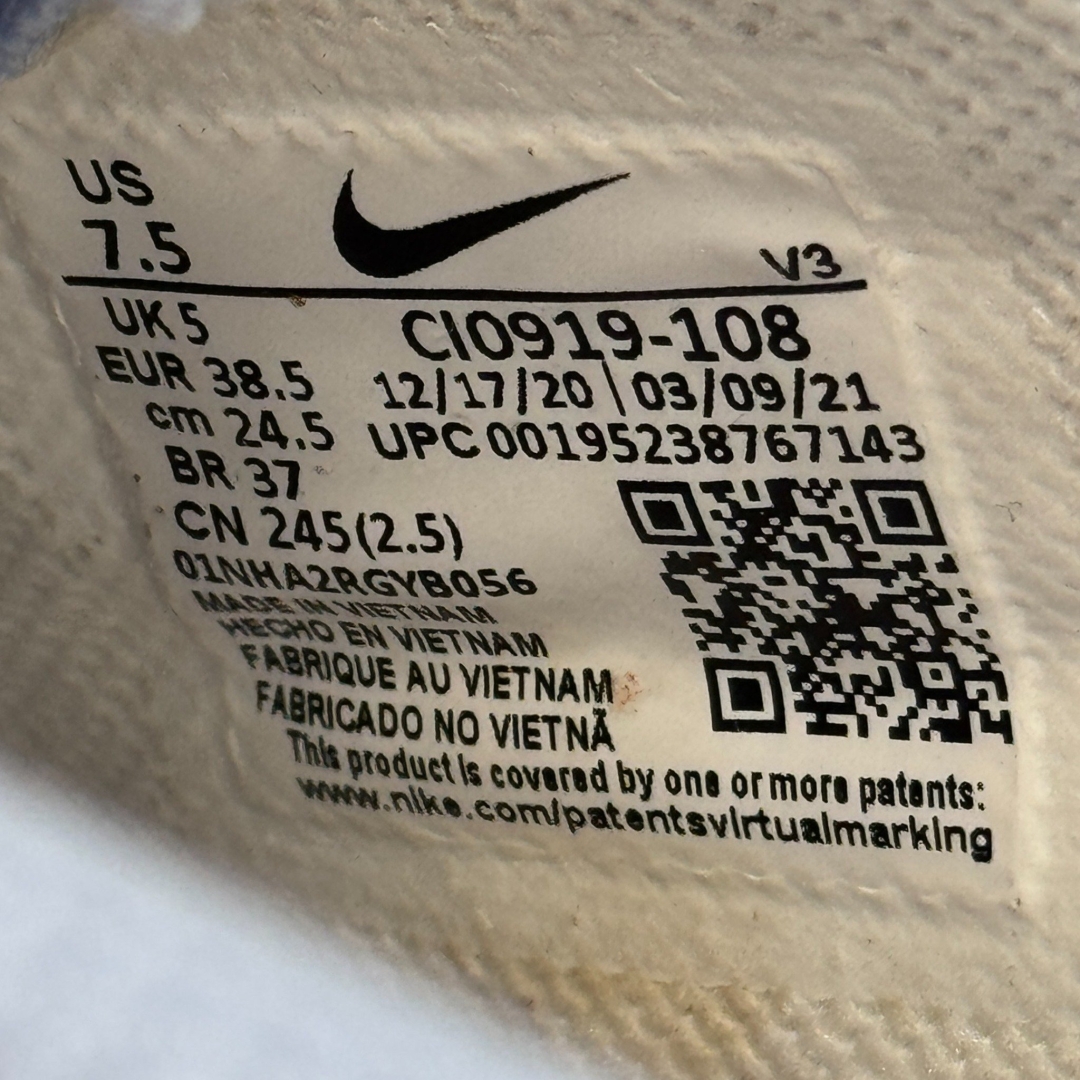 US
7.5
V3
UK 5
CI0919-108
EUR 38.5
12/17/20 \ 03/09/21
cm 24.5
UPC 00195238767143
BR 37
CN 245(2.5)
01NHA2RGYB056
MADE IN VIETNAM
HECHO EN VIETNAM
FABRIQUE AU VIETNAM
FABRICADO NO VIETNÃ
This product is covered by one or more patents:
www.nike.com/patentsvirtualmarking